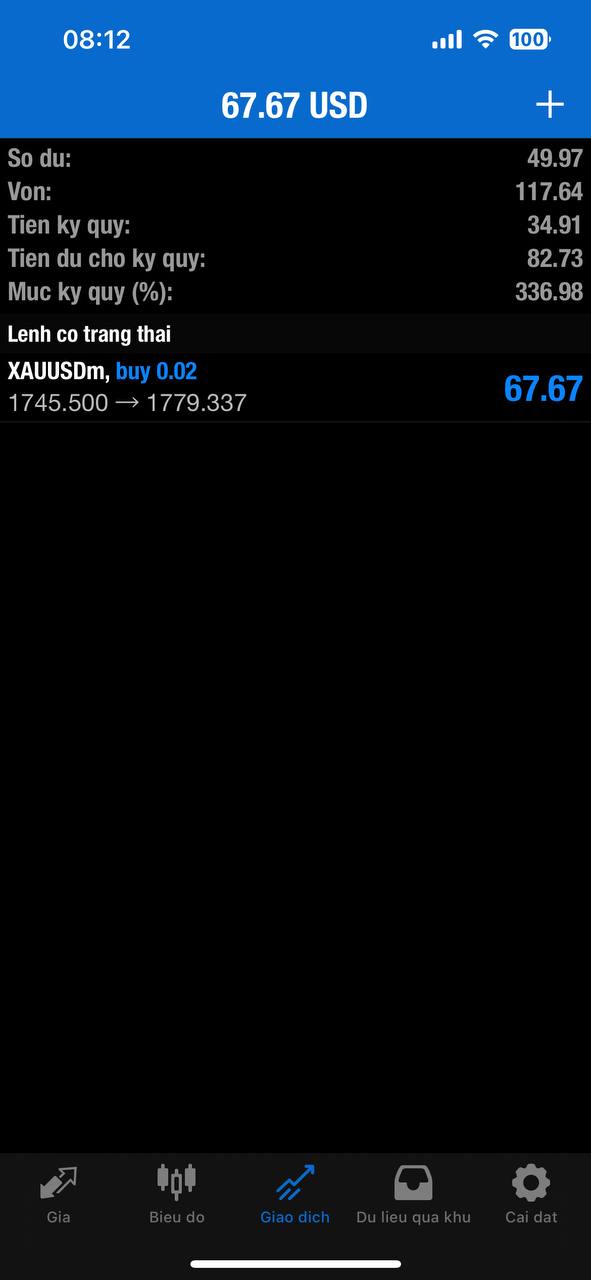 08:12
100
67.67 USD
So du: 49.97
Von: 117.64
Tien ky quy: 34.91
Tien du cho ky quy: 82.73
Muc ky quy (%): 336.98
Lenh co trang thai
XAUUSDm, buy 0.02
67.67
1745.500 → 1779.337
Gia
Bieu do
Giao dich
Du lieu qua khu
Cai dat